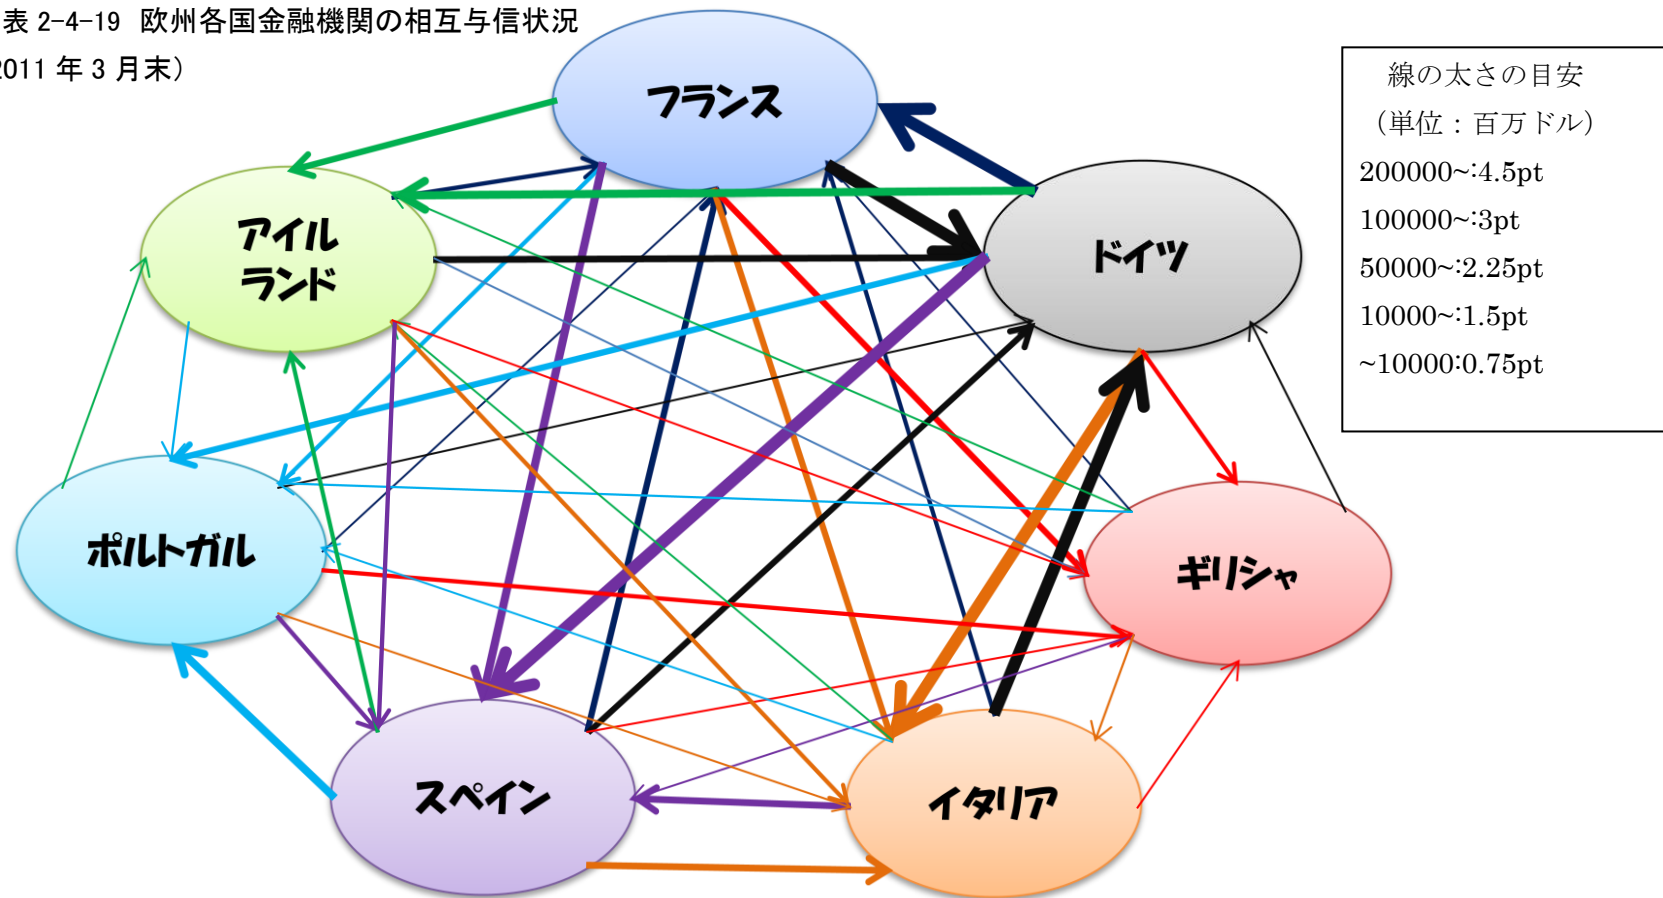 表 2-4-19 欧州各国金融機関の相互与信状況
2011 年 3 月末）
フランス
アイル
ランド
ドイツ
ポルトガル
ギリシャ
スペイン
イタリア
線の太さの目安
（単位：百万ドル）
200000~:4.5pt
100000~:3pt
50000~:2.25pt
10000~:1.5pt
~10000:0.75pt